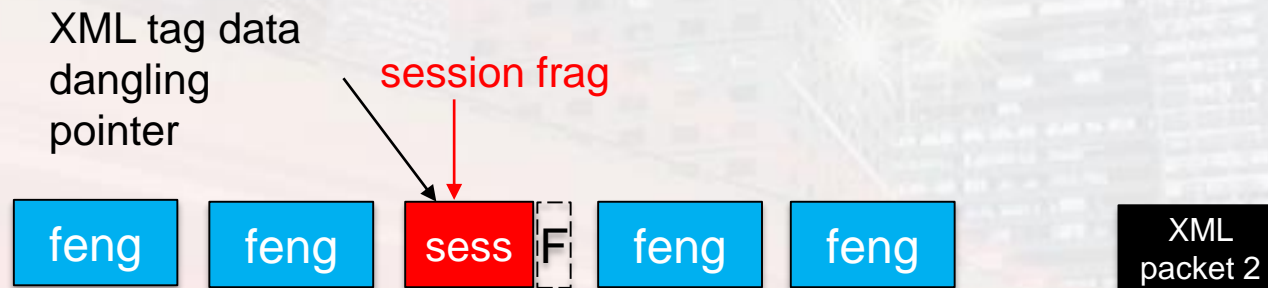 XML tag data
dangling
pointer
session frag
feng
feng
sess
F
feng
feng
XML
packet 2